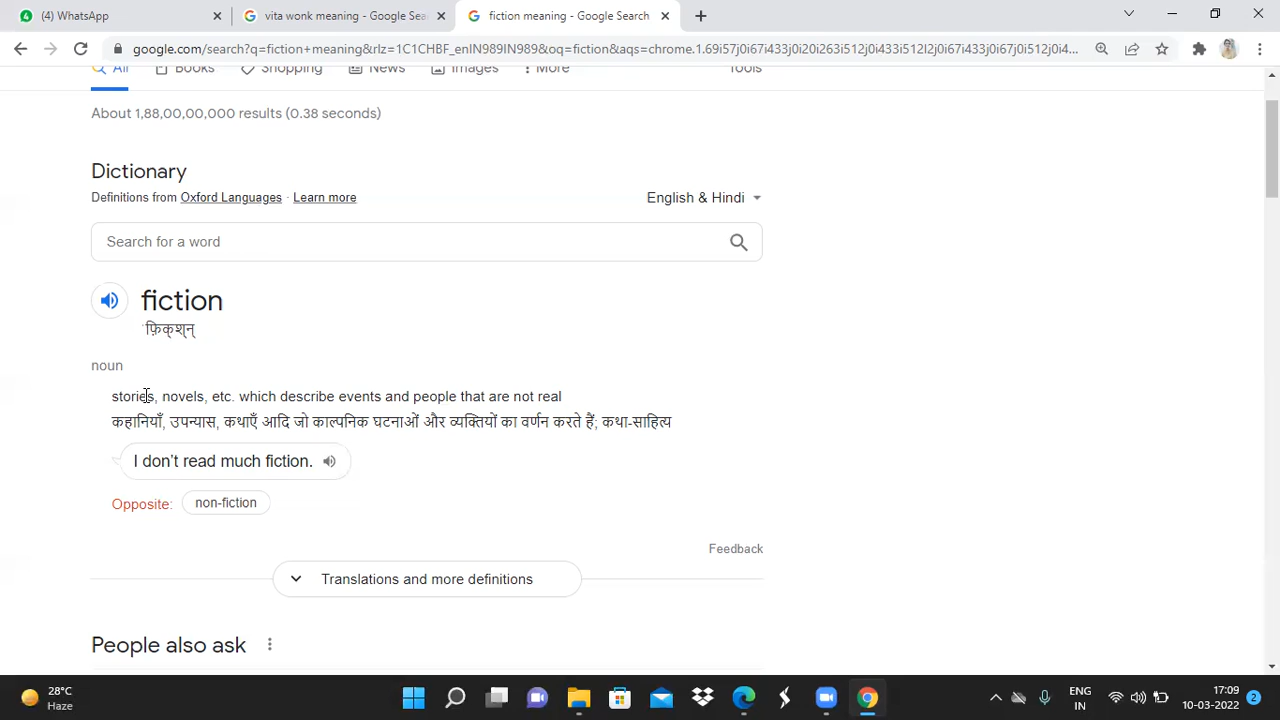 4 (4) WhatsApp
vita wonk meaning - Google Sea
fiction meaning - Google Search
google.com/search?q=fiction+meaning&rlz=1C1CHBF_enIN989IN989&oq=fiction&aqs=chrome.1.69i57j0i67i433j0i20i263i512j0i433i512l2j0i67i433j0i67j0i512j0i4...
All Books Shopping News Images More Tools
About 1,88,00,00,000 results (0.38 seconds)
Dictionary
Definitions from Oxford Languages · Learn more
English & Hindi
Search for a word
fiction
ˈफ़िक्श्न्
noun
stories, novels, etc. which describe events and people that are not real
कहानियाँ, उपन्यास, कथाएँ आदि जो काल्पनिक घटनाओं और व्यक्तियों का वर्णन करते हैं; कथा-साहित्य
I don't read much fiction.
Opposite: non-fiction
Feedback
Translations and more definitions
People also ask
28°C
Haze
ENG
IN
17:09
10-03-2022
2